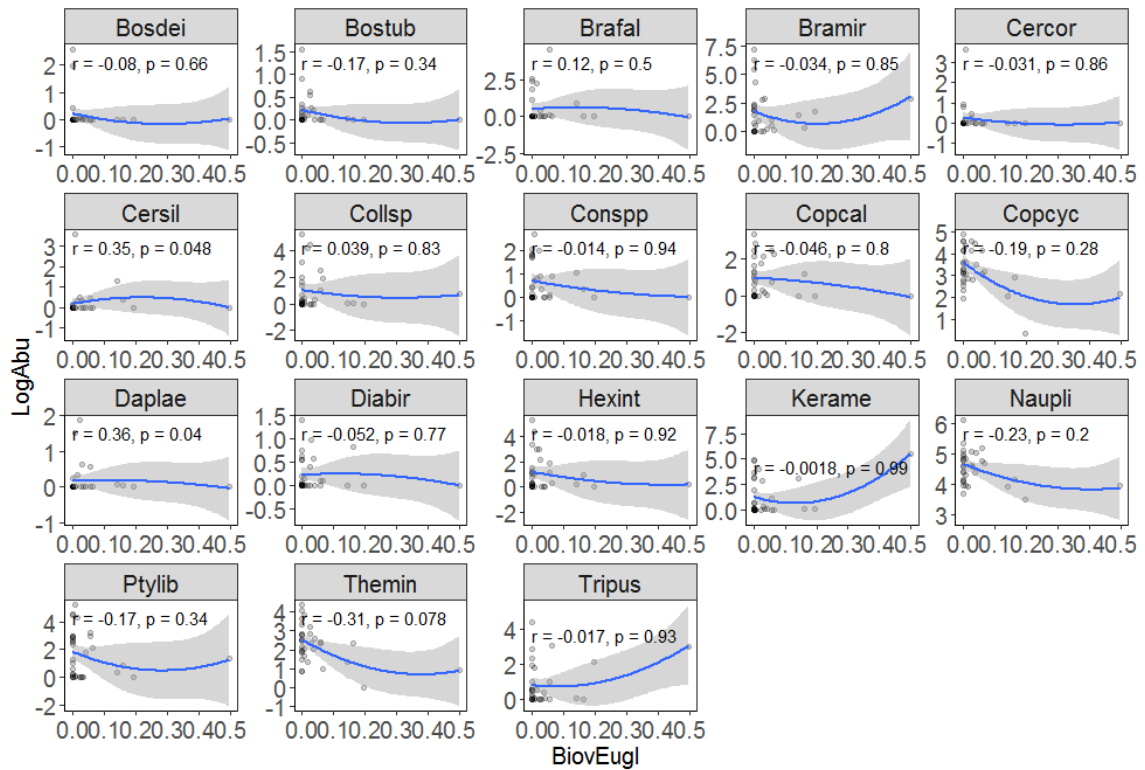 Bosdei Bostub Brafal Bramir Cercor
r = -0.08, p = 0.66 r = -0.17, p = 0.34 r = 0.12, p = 0.5 r = -0.034, p = 0.85 r = -0.031, p = 0.86
2 1 0 -1
1.5 1.0 0.5 0.0 -0.5
2.5 0.0 -2.5
7.5 5.0 2.5 0.0
3 2 1 0 -1
0.00.10.20.30.40.5 0.00.10.20.30.40.5 0.00.10.20.30.40.5 0.00.10.20.30.40.5 0.00.10.20.30.40.5
Cersil Collsp Conspp Copcal Copcyc
r = 0.35, p = 0.048 r = 0.039, p = 0.83 r = -0.014, p = 0.94 r = -0.046, p = 0.8 r = -0.19, p = 0.28
3 2 1 0 -1
4 2 0 -2
2 1 0 -1
2 0 -2
5 4 3 2 1
0.00.10.20.30.40.5 0.00.10.20.30.40.5 0.00.10.20.30.40.5 0.00.10.20.30.40.5 0.00.10.20.30.40.5
LogAbu
Daplae Diabir Hexint Kerame Naupli
r = 0.36, p = 0.04 r = -0.052, p = 0.77 r = -0.018, p = 0.92 r = -0.0018, p = 0.99 r = -0.23, p = 0.2
2 1 0 -1
1.5 1.0 0.5 0.0 -0.5
4 2 0 -2
7.5 5.0 2.5 0.0
6 5 4 3
0.00.10.20.30.40.5 0.00.10.20.30.40.5 0.00.10.20.30.40.5 0.00.10.20.30.40.5 0.00.10.20.30.40.5
Ptylib Themin Tripus
r = -0.17, p = 0.34 r = -0.31, p = 0.078 r = -0.017, p = 0.93
4 2 0 -2
4 3 2 1 0 -1
4 2 0
0.00.10.20.30.40.5 0.00.10.20.30.40.5 0.00.10.20.30.40.5
BiovEugl